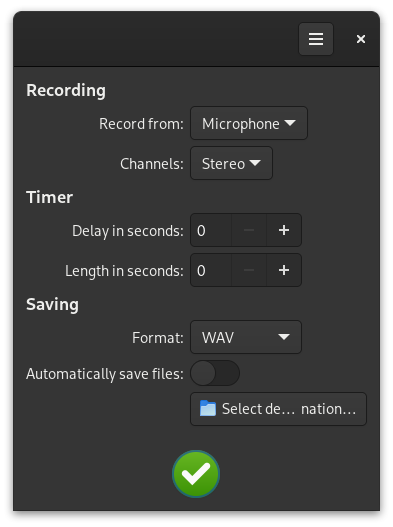 Recording
Record from: Microphone
Channels: Stereo
Timer
Delay in seconds: 0 − +
Length in seconds: 0 − +
Saving
Format: WAV
Automatically save files:
Select de... nation...